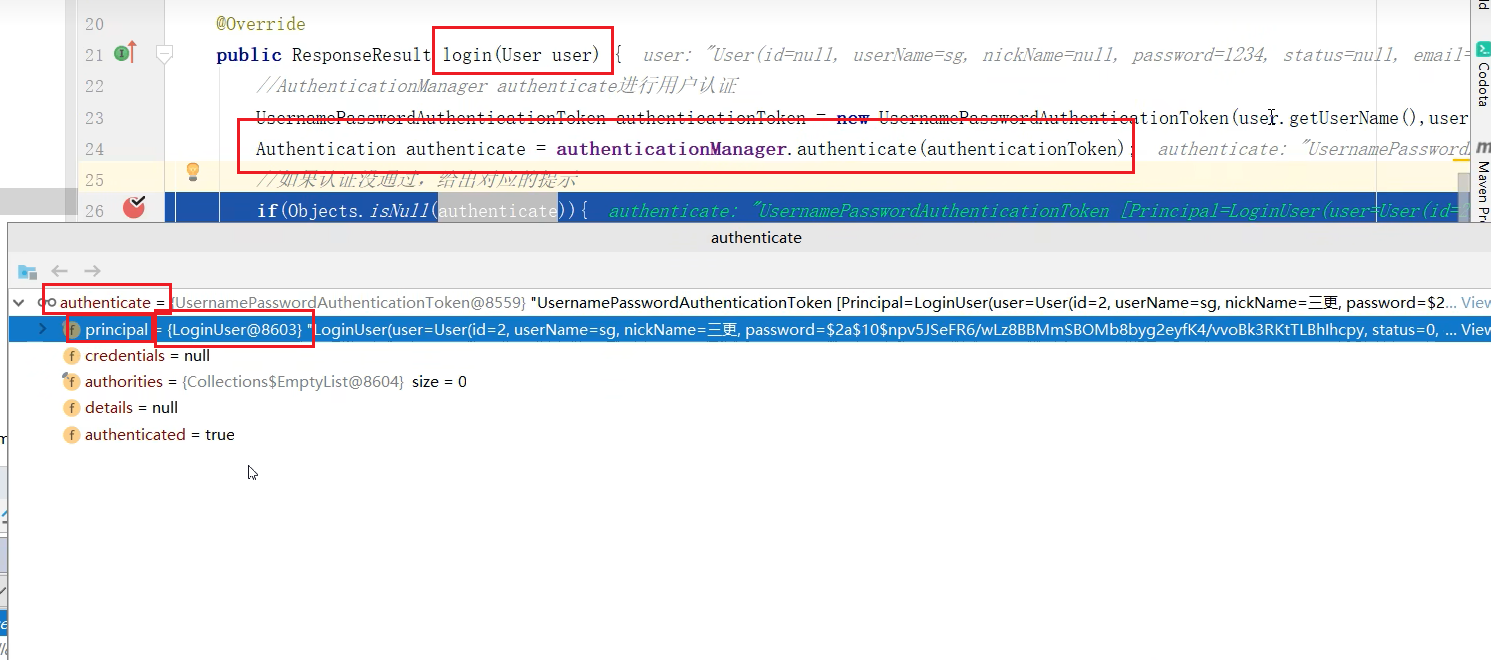 20 @Override
21 public ResponseResult login(User user) { user: "User(id=null, userName=sg, nickName=null, password=1234, status=null, email=
22 //AuthenticationManager authenticate进行用户认证
23 UsernamePasswordAuthenticationToken authenticationToken = new UsernamePasswordAuthenticationToken(user.getUserName(),user
24 Authentication authenticate = authenticationManager.authenticate(authenticationToken); authenticate: "UsernamePassword
25 //如果认证没通过，给出对应的提示
26 if(Objects.isNull(authenticate)){ authenticate: "UsernamePasswordAuthenticationToken [Principal=LoginUser(user=User(id=2
Codota
Maven Pr
authenticate
authenticate = {UsernamePasswordAuthenticationToken@8559} "UsernamePasswordAuthenticationToken [Principal=LoginUser(user=User(id=2, userName=sg, nickName=三更, password=$2... View
principal = {LoginUser@8603} "LoginUser(user=User(id=2, userName=sg, nickName=三更, password=$2a$10$npv5JSeFR6/wLz8BBMmSBOMb8byg2eyfK4/vvoBk3RKtTLBhIhcpy, status=0, ... View
credentials = null
authorities = {Collections$EmptyList@8604} size = 0
details = null
authenticated = true